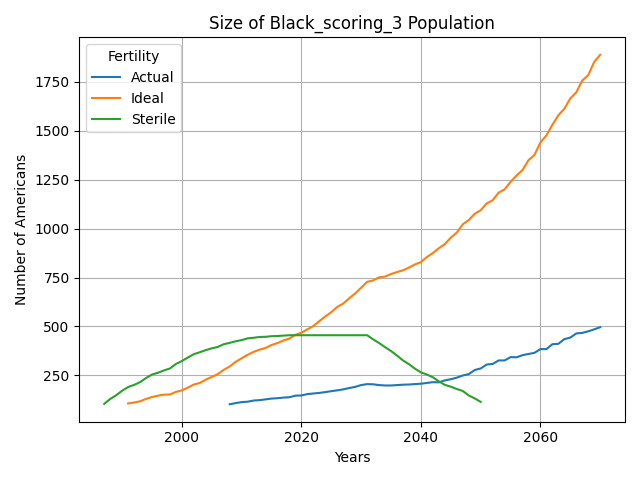 Size of Black_scoring_3 Population
Fertility
Actual
Ideal
Sterile
Number of Americans
1750
1500
1250
1000
750
500
250
2000
2020
2040
2060
Years